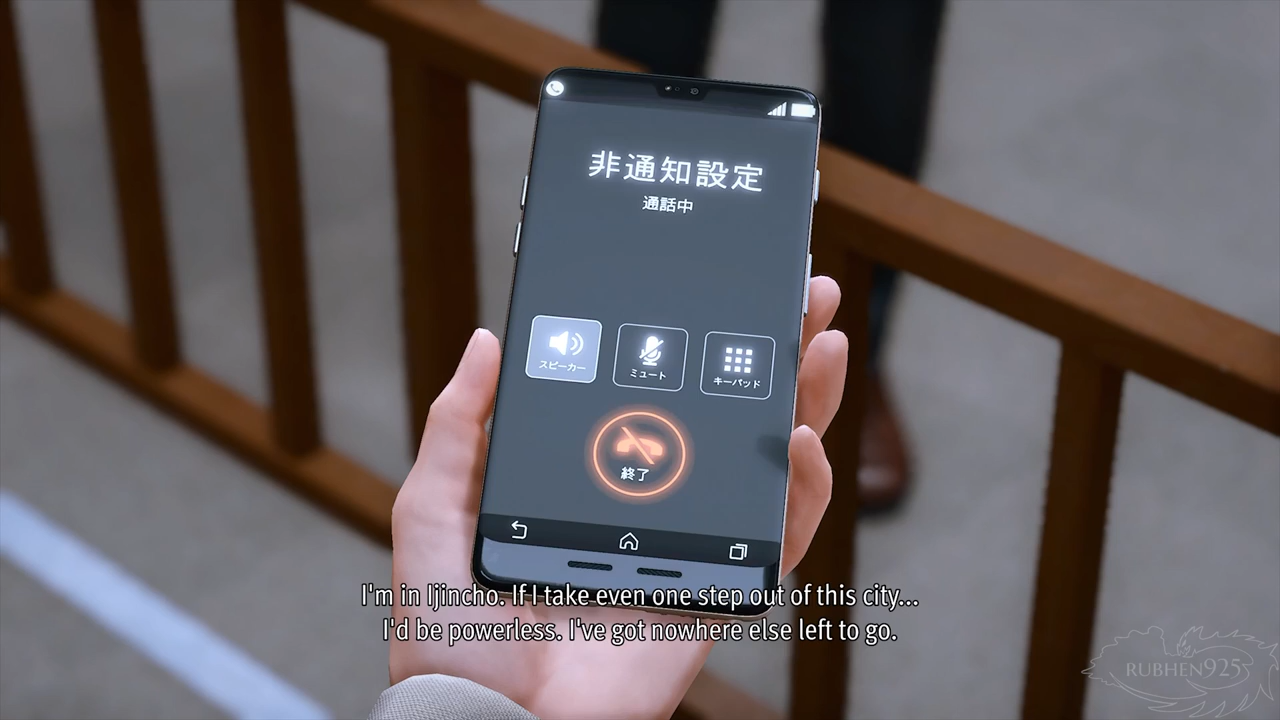 非通知設定
通話中
スピーカー
ミュート
キーパッド
終了
I'm in Ijincho. If I take even one step out of this city...
I'd be powerless. I've got nowhere else left to go.
RUBHEN925